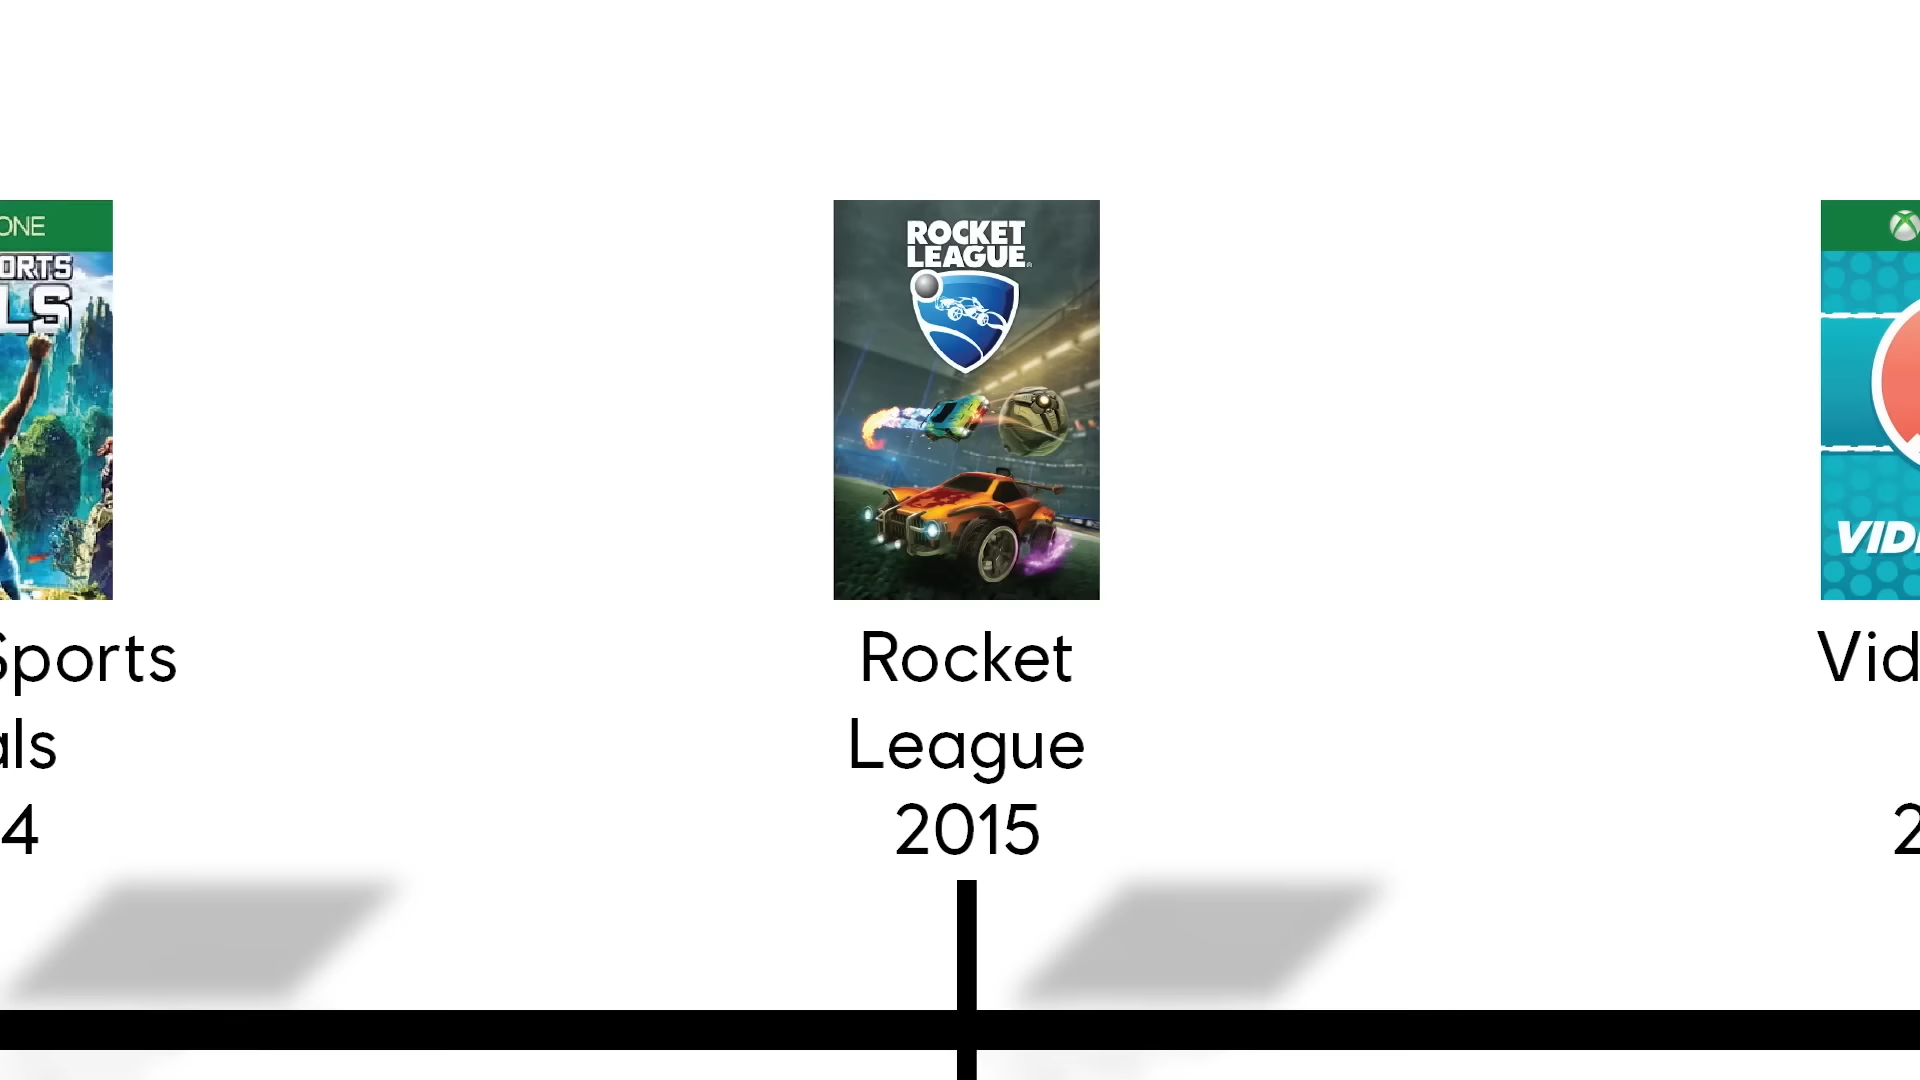 ONE
ORTS
LS
ROCKET
LEAGUE
VID
Sports
als
4
Rocket
League
2015
Vid
2